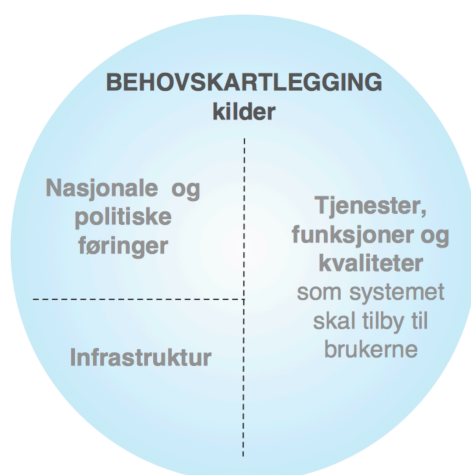 BEHOVSKARTLEGGING
kilder
Nasjonale og
politiske
føringer
Infrastruktur
Tjenester,
funksjoner og
kvaliteter
som systemet
skal tilby til
brukerne